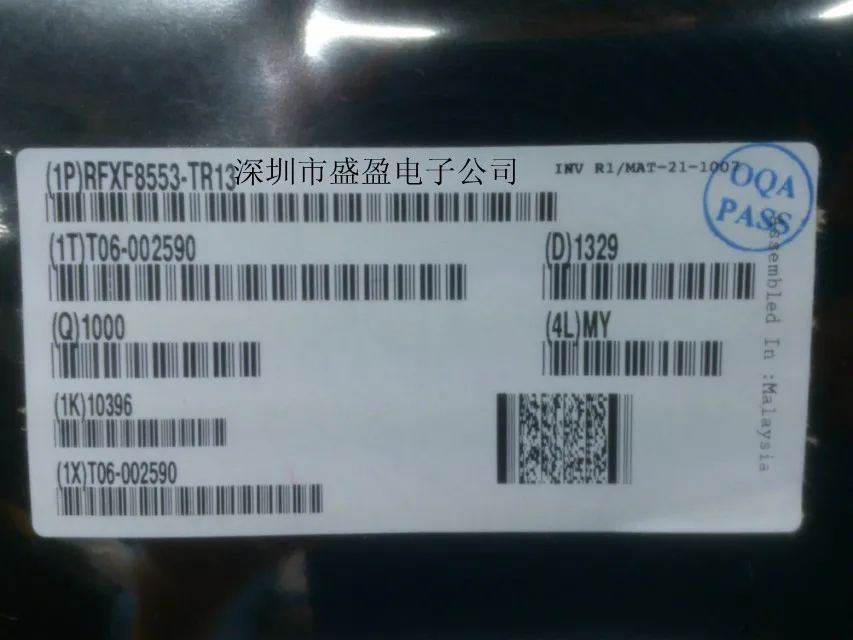 (1P)RFXF8553-TR13
深圳市盛盈电子公司
INV R1/MAT-21-1007
OQA
PASS
(1T)T06-002590
(D)1329
(Q)1000
(4L)MY
(1K)10396
(1X)T06-002590
Assembled In :Malaysia